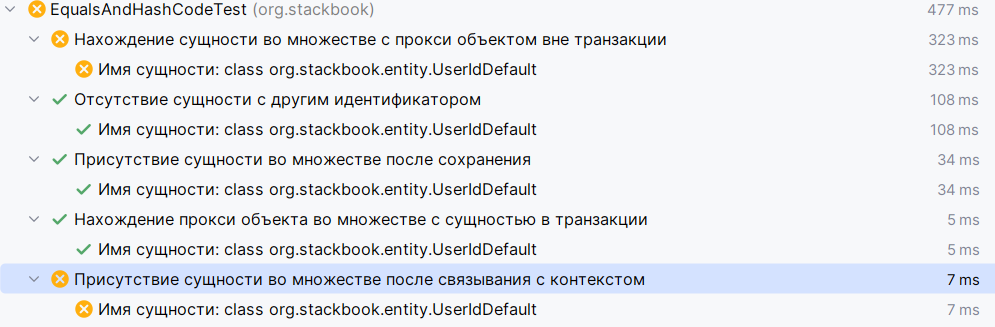 EqualsAndHashCodeTest (org.stackbook) 477 ms
Нахождение сущности во множестве с прокси объектом вне транзакции 323 ms
Имя сущности: class org.stackbook.entity.UserIdDefault 323 ms
Отсутствие сущности с другим идентификатором 108 ms
Имя сущности: class org.stackbook.entity.UserIdDefault 108 ms
Присутствие сущности во множестве после сохранения 34 ms
Имя сущности: class org.stackbook.entity.UserIdDefault 34 ms
Нахождение прокси объекта во множестве с сущностью в транзакции 5 ms
Имя сущности: class org.stackbook.entity.UserIdDefault 5 ms
Присутствие сущности во множестве после связывания с контекстом 7 ms
Имя сущности: class org.stackbook.entity.UserIdDefault 7 ms